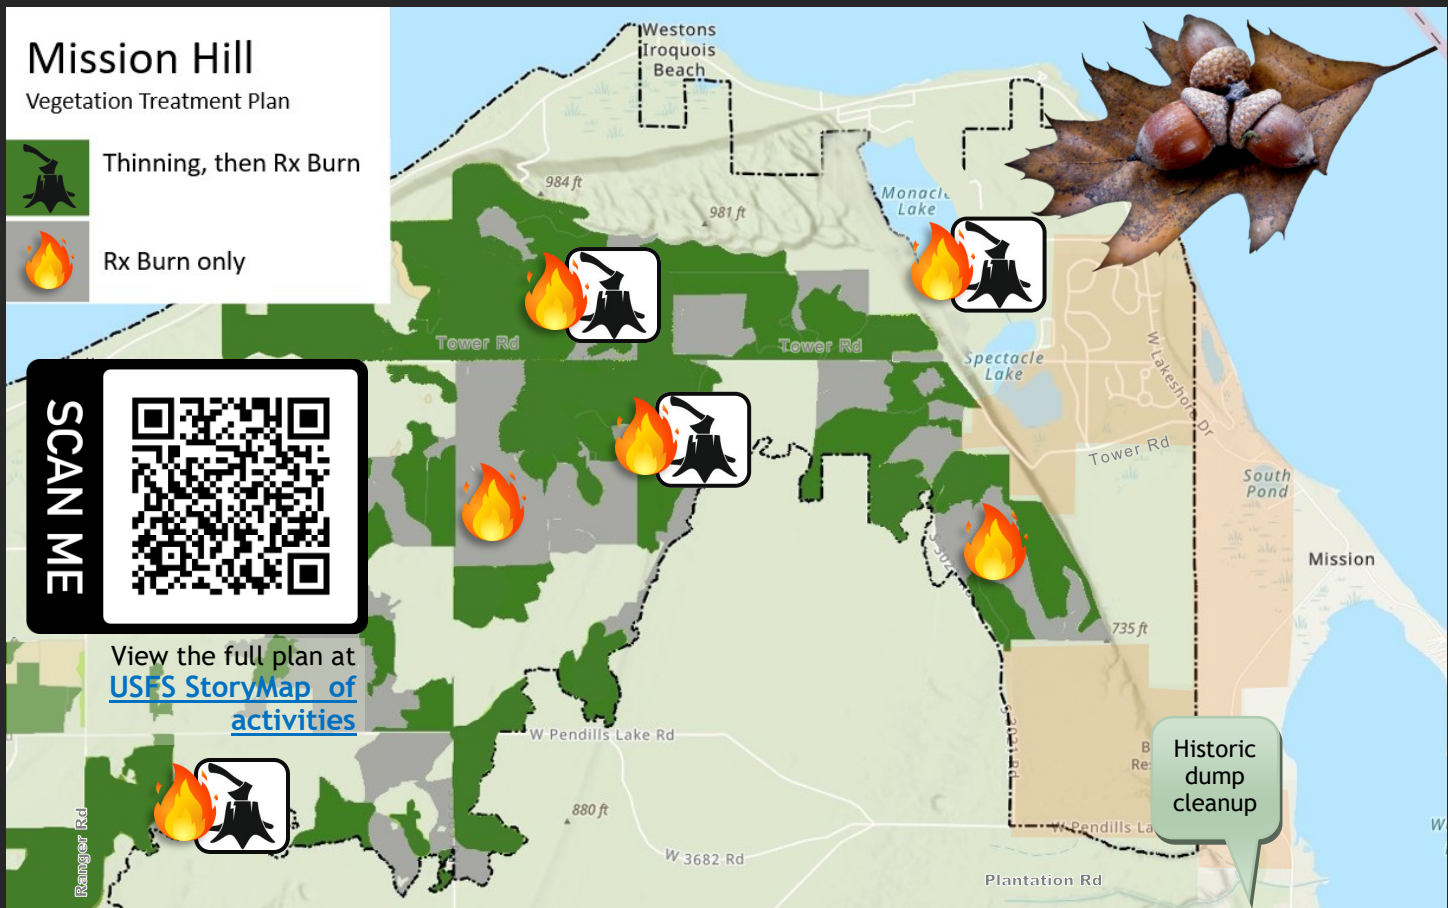 Mission Hill
Vegetation Treatment Plan
Thinning, then Rx Burn
Rx Burn only
SCAN ME
View the full plan at
USFS StoryMap of
activities
Westons
Iroquois
Beach
984 ft
981 ft
Monacle
Lake
Tower Rd
Tower Rd
Spectacle
Lake
W Lakeshore Dr
Tower Rd
South
Pond
Mission
735 ft
W Pendills Lake Rd
880 ft
W 3682 Rd
W Pendills La
Plantation Rd
Ranger Rd
Historic
dump
cleanup